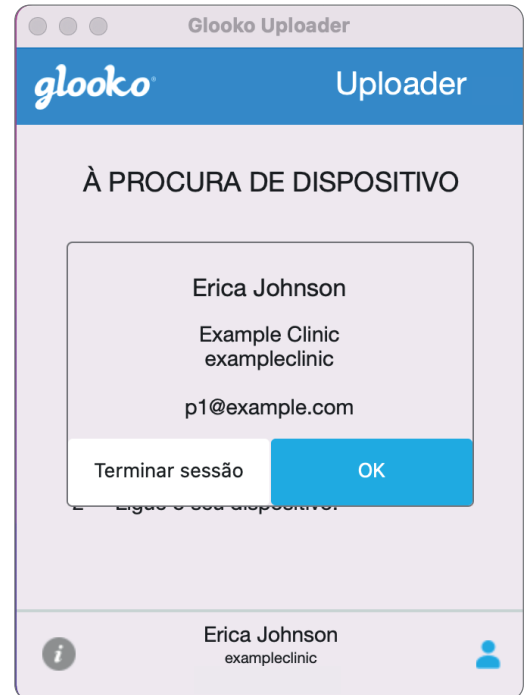 Glooko Uploader
glooko
Uploader
À PROCURA DE DISPOSITIVO
Erica Johnson
Example Clinic
exampleclinic
p1@example.com
Terminar sessão
OK
Erica Johnson
exampleclinic